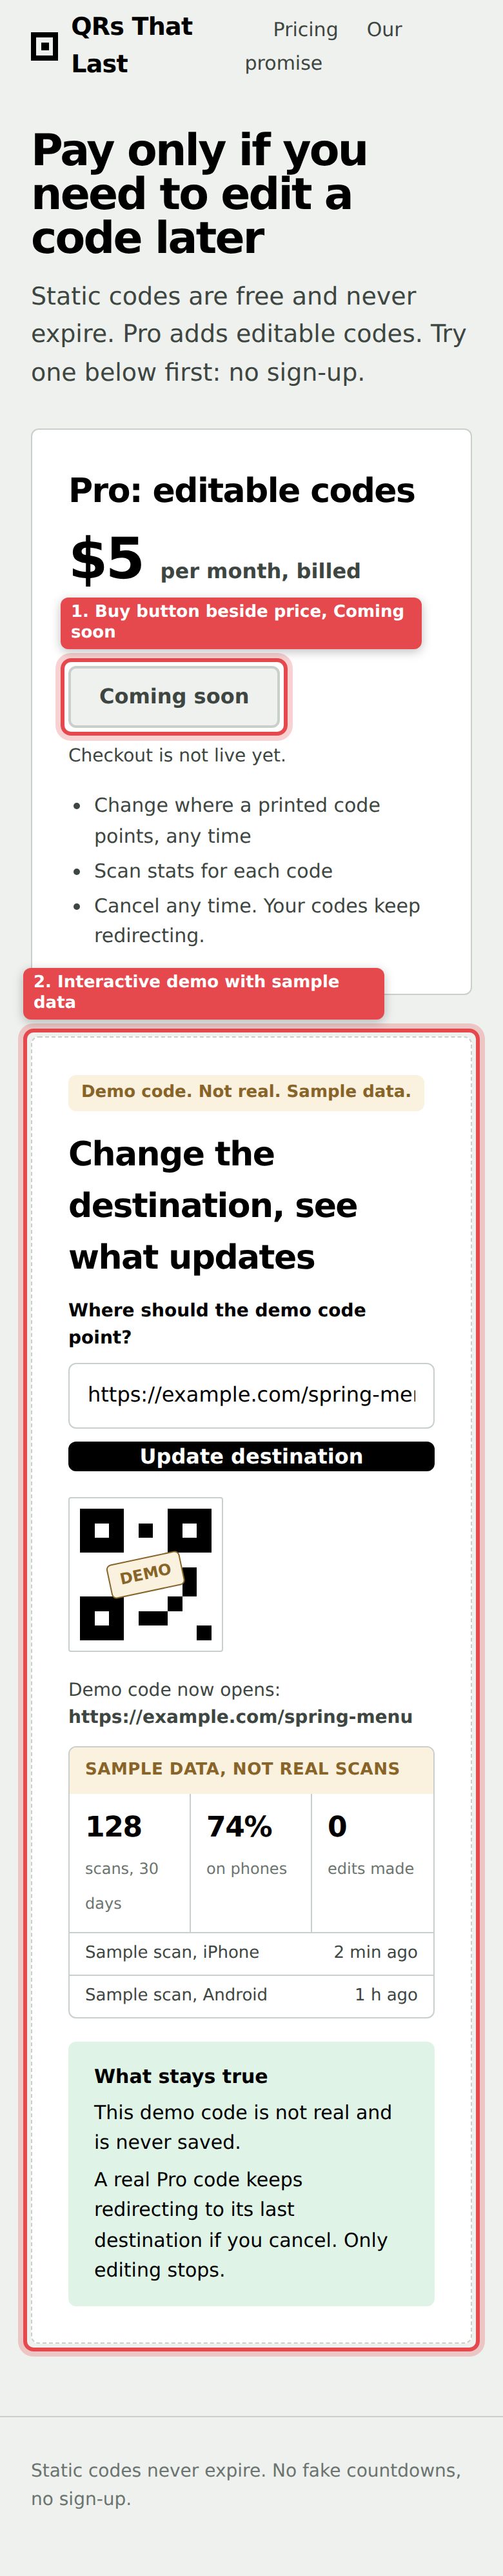 QRs That
Last
Pricing Our
promise
Pay only if you
need to edit a
code later
Static codes are free and never
expire. Pro adds editable codes. Try
one below first: no sign-up.
Pro: editable codes
$5 per month, billed
1. Buy button beside price, Coming
soon
Coming soon
Checkout is not live yet.
• Change where a printed code
points, any time
• Scan stats for each code
• Cancel any time. Your codes keep
redirecting.
2. Interactive demo with sample
data
Demo code. Not real. Sample data.
Change the
destination, see
what updates
Where should the demo code
point?
https://example.com/spring-me
Update destination
DEMO
Demo code now opens:
https://example.com/spring-menu
SAMPLE DATA, NOT REAL SCANS
128 74% 0
scans, 30 on phones edits made
days
Sample scan, iPhone 2 min ago
Sample scan, Android 1 h ago
What stays true
This demo code is not real and
is never saved.
A real Pro code keeps
redirecting to its last
destination if you cancel. Only
editing stops.
Static codes never expire. No fake countdowns,
no sign-up.